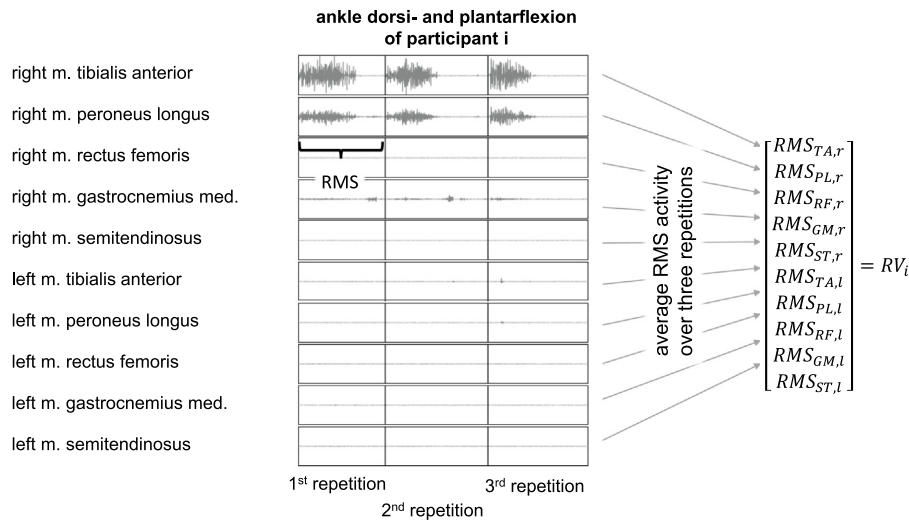 ankle dorsi- and plantarflexion
of participant i
right m. tibialis anterior
right m. peroneus longus
right m. rectus femoris
right m. gastrocnemius med.
right m. semitendinosus
left m. tibialis anterior
left m. peroneus longus
left m. rectus femoris
left m. gastrocnemius med.
left m. semitendinosus
RMS
1st repetition
2nd repetition
3rd repetition
average RMS activity
over three repetitions
RMS_TA,r
RMS_PL,r
RMS_RF,r
RMS_GM,r
RMS_ST,r
RMS_TA,l
RMS_PL,l
RMS_RF,l
RMS_GM,l
RMS_ST,l
= RV_i